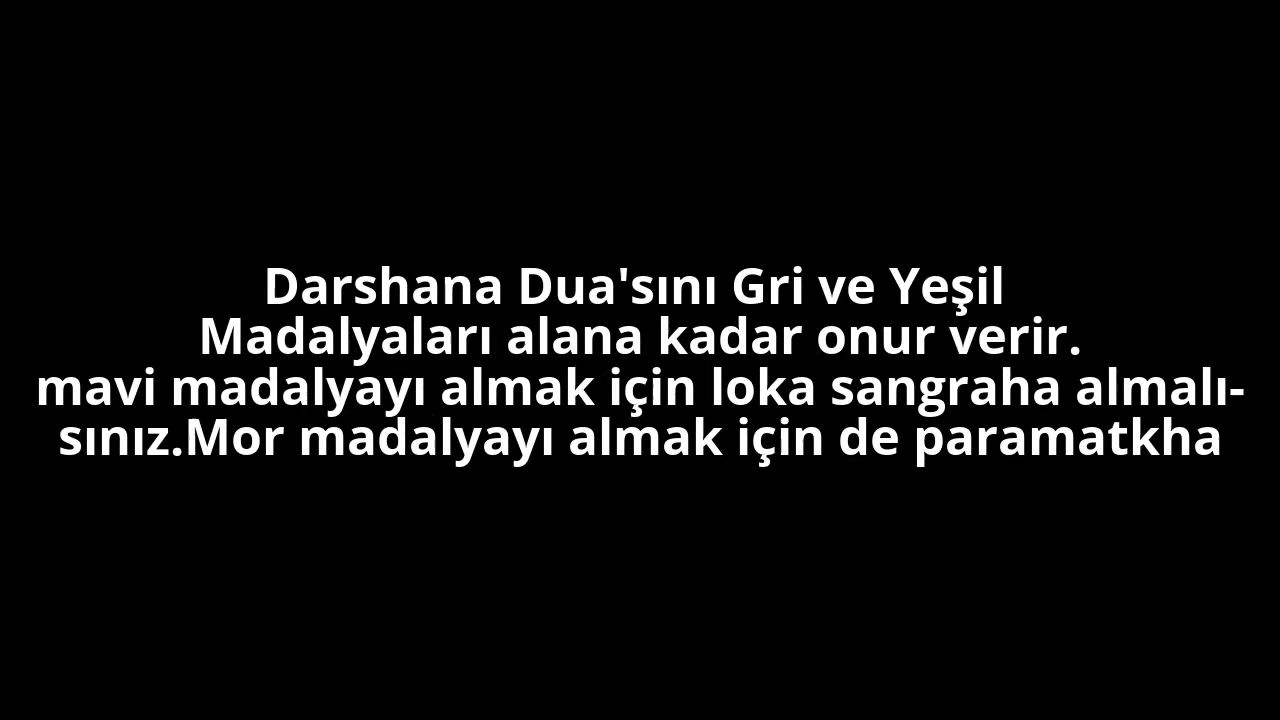 Darshana Dua'sını Gri ve Yeşil
Madalyaları alana kadar onur verir.
mavi madalyayı almak için loka sangraha almalı-
sınız.Mor madalyayı almak için de paramatkha